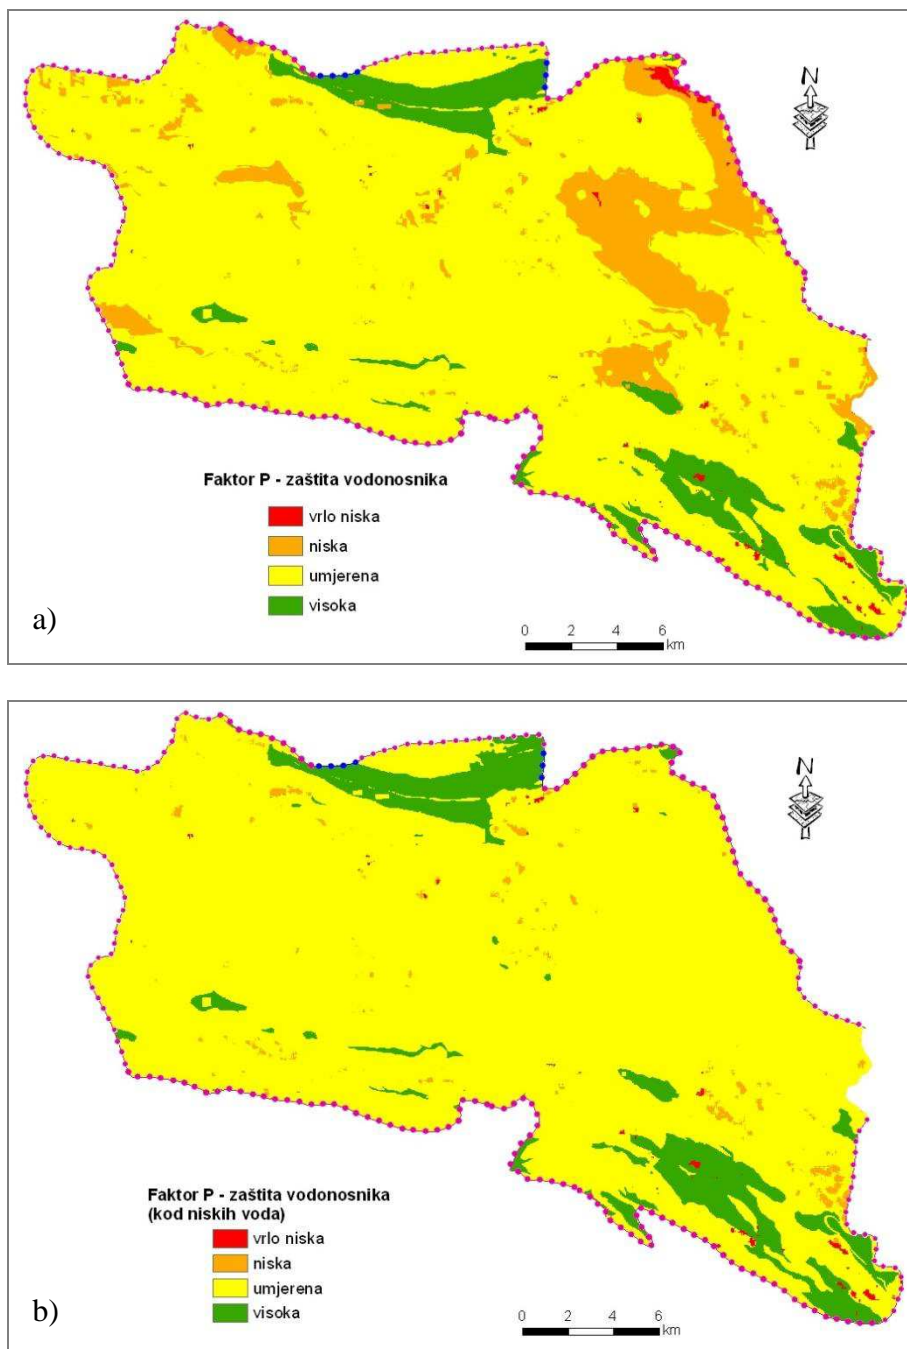 N
Faktor P - zaštita vodonosnika
vrlo niska
niska
umjerena
visoka
a)
0 2 4 6
km
N
Faktor P - zaštita vodonosnika
(kod niskih voda)
vrlo niska
niska
umjerena
visoka
b)
0 2 4 6
km